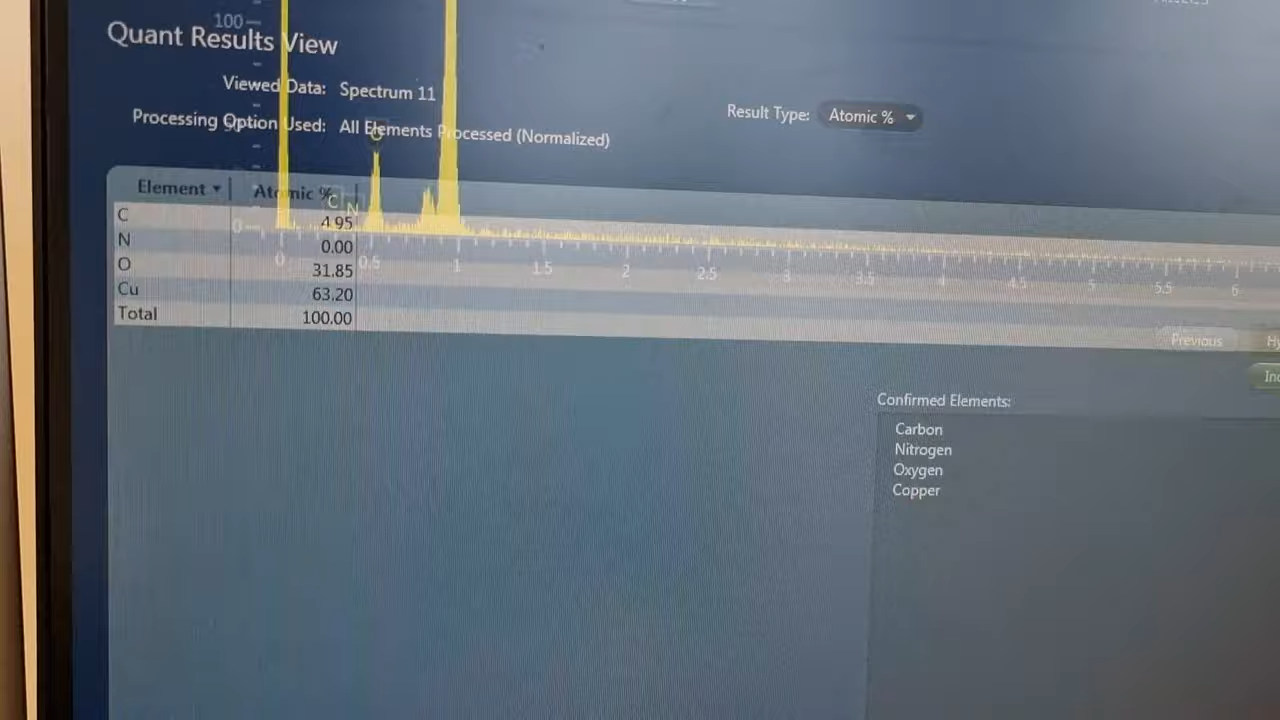 100
Quant Results View
Viewed Data: Spectrum 11
Processing Option Used: All Elements Processed (Normalized)
Result Type: Atomic %
Element Atomic %
C 4.95
N 0.00
O 31.85
Cu 63.20
Total 100.00
O
C N
0
0 0.5 1 1.5 2 2.5 3 3.5 4 4.5 5 5.5 6
Previous
Confirmed Elements:
Carbon
Nitrogen
Oxygen
Copper